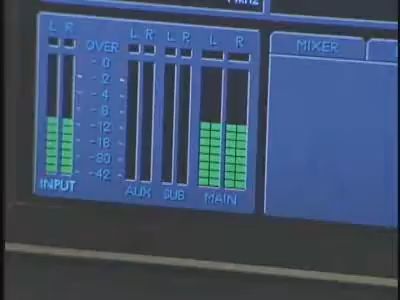 L R L R L R L R
OVER
- 0
- 2
- 4
- 8
- 12
- 18
- 30
- 42
INPUT AUX SUB MAIN
MIXER